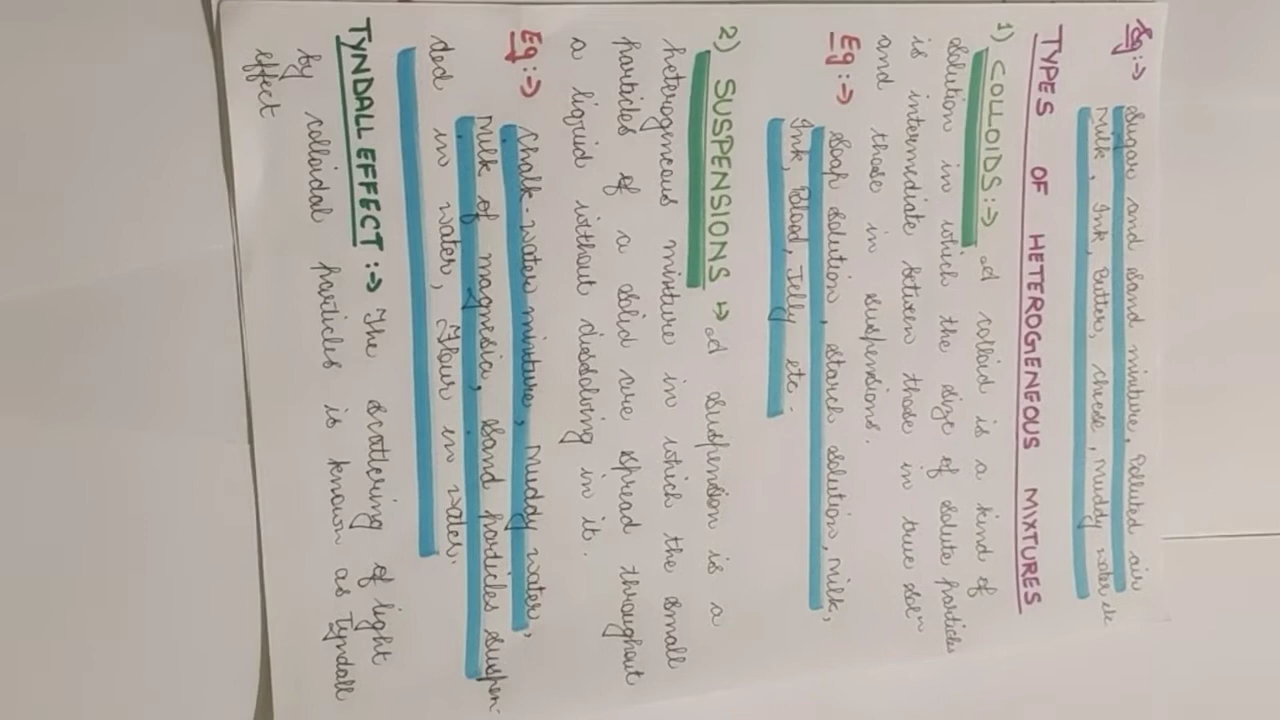 Eg:→ Sugar and sand mixture, Polluted air
Milk, Ink, Butter, cheese, Muddy water etc
TYPES OF HETEROGENEOUS MIXTURES
1) COLLOIDS:→ A colloid is a kind of
solution in which the size of solute particles
is intermediate between those in true solⁿ
and those in suspensions.
Eg:→ Soap solution, starch solution, milk,
Ink, Blood, Jelly etc.
2) SUSPENSIONS → A suspension is a
heterogeneous mixture in which the small
particles of a solid are spread throughout
a liquid without dissolving in it.
Eg:→ Chalk-water mixture, Muddy water,
Milk of magnesia, Sand particles suspen-
ded in water, Flour in water.
TYNDALL EFFECT:→ The scattering of light
by colloidal particles is known as Tyndall
effect